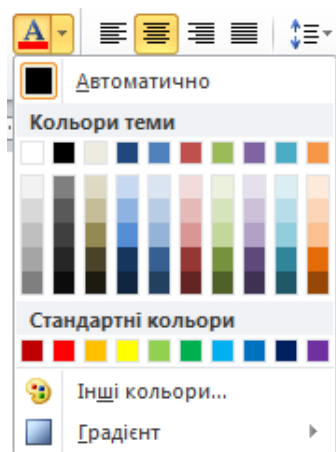 A
Автоматично
Кольори теми
Стандартні кольори
Інші кольори...
Градієнт